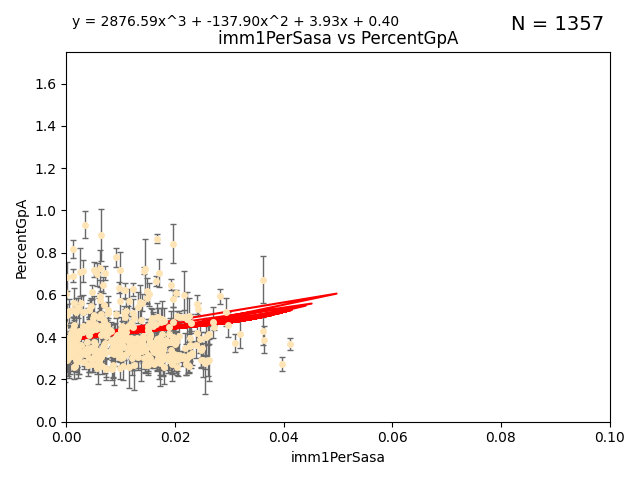 y = 2876.59x^3 + -137.90x^2 + 3.93x + 0.40
N = 1357
imm1PerSasa vs PercentGpA
1.6
1.4
1.2
1.0
0.8
0.6
0.4
0.2
0.0
PercentGpA
0.00 0.02 0.04 0.06 0.08 0.10
imm1PerSasa